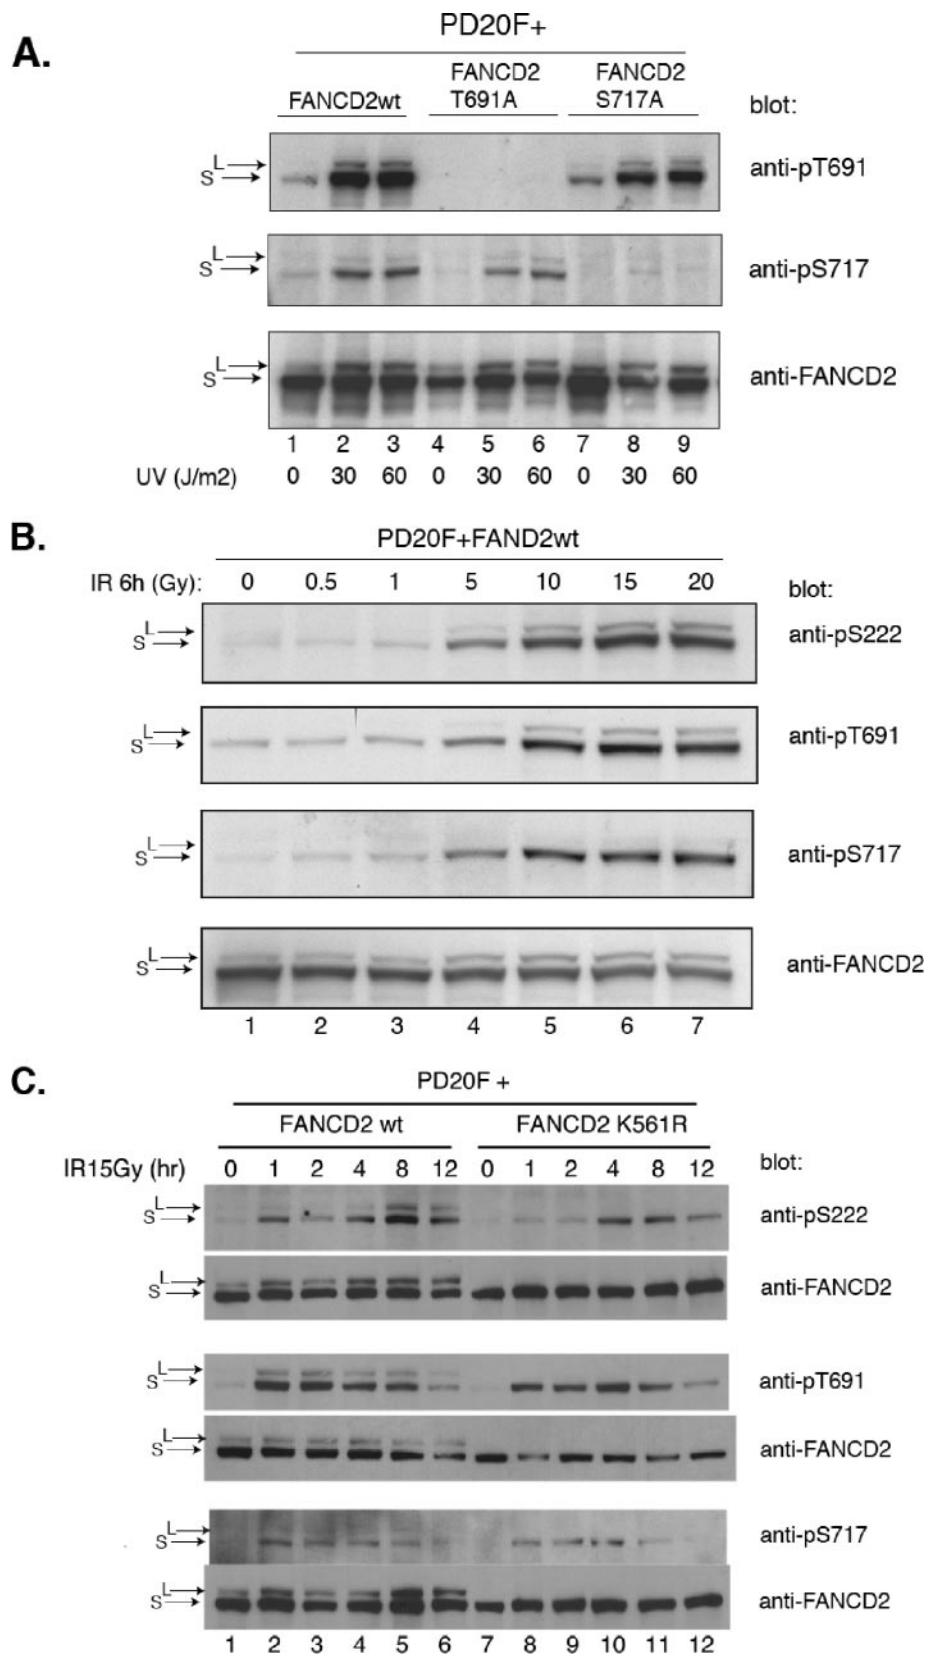 A.
PD20F+
FANCD2wt
FANCD2
T691A
FANCD2
S717A
blot:
L
S
anti-pT691
L
S
anti-pS717
L
S
anti-FANCD2
1 2 3 4 5 6 7 8 9
UV (J/m2) 0 30 60 0 30 60 0 30 60
B.
PD20F+FAND2wt
IR 6h (Gy): 0 0.5 1 5 10 15 20
blot:
L
S
anti-pS222
L
S
anti-pT691
L
S
anti-pS717
L
S
anti-FANCD2
1 2 3 4 5 6 7
C.
PD20F +
FANCD2 wt FANCD2 K561R
IR15Gy (hr) 0 1 2 4 8 12 0 1 2 4 8 12
blot:
L
S
anti-pS222
L
S
anti-FANCD2
L
S
anti-pT691
L
S
anti-FANCD2
L
S
anti-pS717
L
S
anti-FANCD2
1 2 3 4 5 6 7 8 9 10 11 12